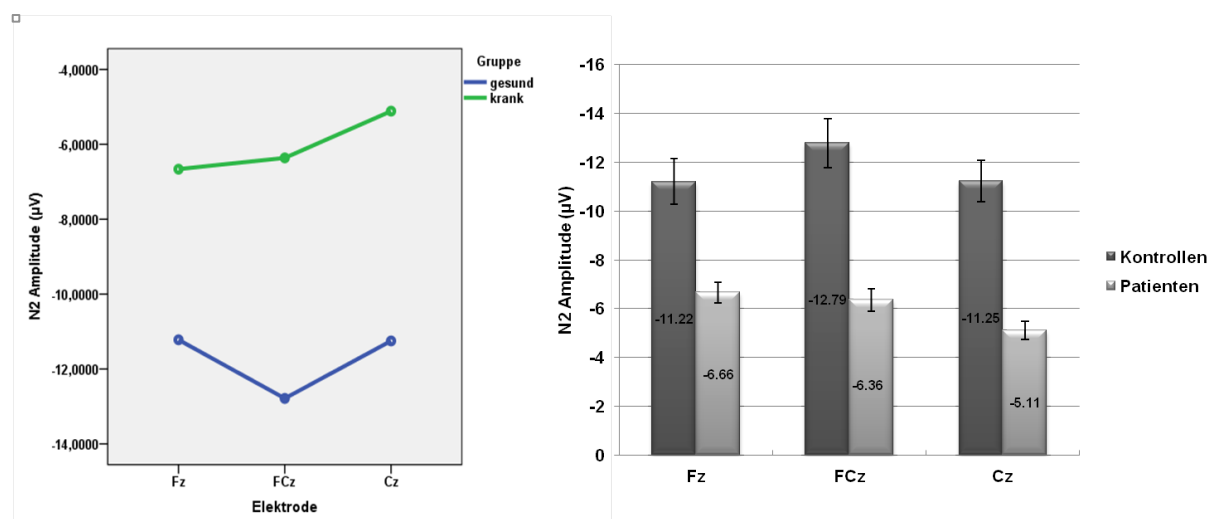 Gruppe
gesund
krank
N2 Amplitude (µV)
-4,0000
-6,0000
-8,0000
-10,0000
-12,0000
-14,0000
Fz FCz Cz
Elektrode
N2 Amplitude (µV)
-16
-14
-12
-10
-8
-6
-4
-2
0
-11.22
-6.66
-12.79
-6.36
-11.25
-5.11
Fz FCz Cz
Kontrollen
Patienten